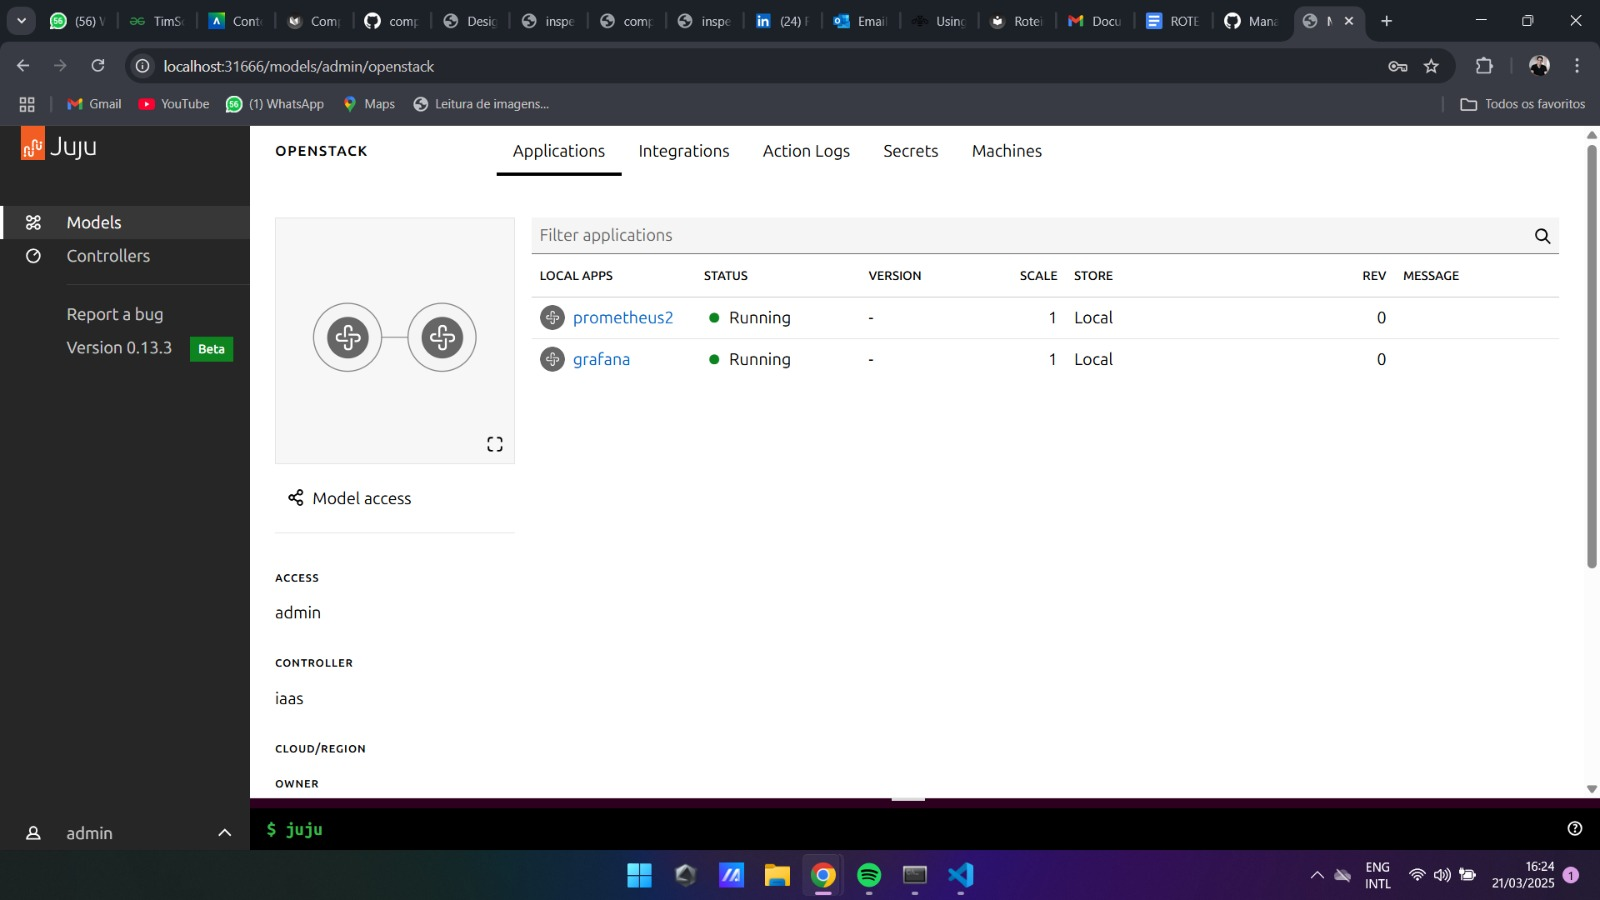 (56) W
TimSo
Conte
Comp
comp
Desig
inspe
comp
inspe
(24) F
Email
Using
Rotei
Docu
ROTE
Mana
localhost:31666/models/admin/openstack
Gmail
YouTube
(1) WhatsApp
Maps
Leitura de imagens...
Todos os favoritos
Juju
Models
Controllers
Report a bug
Version 0.13.3 Beta
admin
OPENSTACK
Applications Integrations Action Logs Secrets Machines
Filter applications
LOCAL APPS STATUS VERSION SCALE STORE REV MESSAGE
prometheus2 Running - 1 Local 0
grafana Running - 1 Local 0
Model access
ACCESS
admin
CONTROLLER
iaas
CLOUD/REGION
OWNER
$ juju
ENG
INTL
16:24
21/03/2025
1